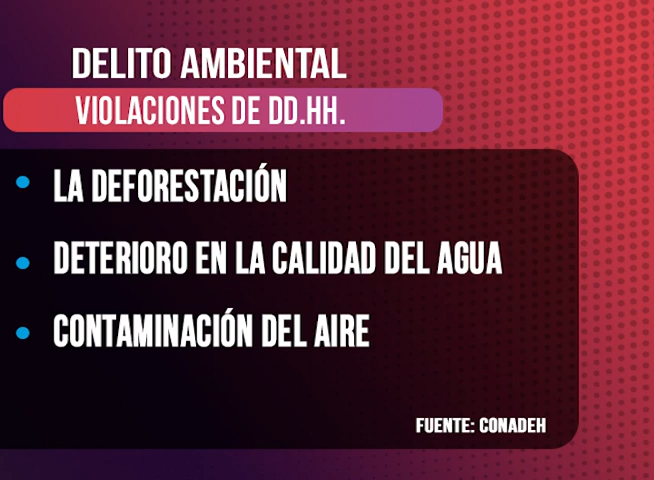 DELITO AMBIENTAL
VIOLACIONES DE DD.HH.
• LA DEFORESTACIÓN
• DETERIORO EN LA CALIDAD DEL AGUA
• CONTAMINACIÓN DEL AIRE
FUENTE: CONADEH